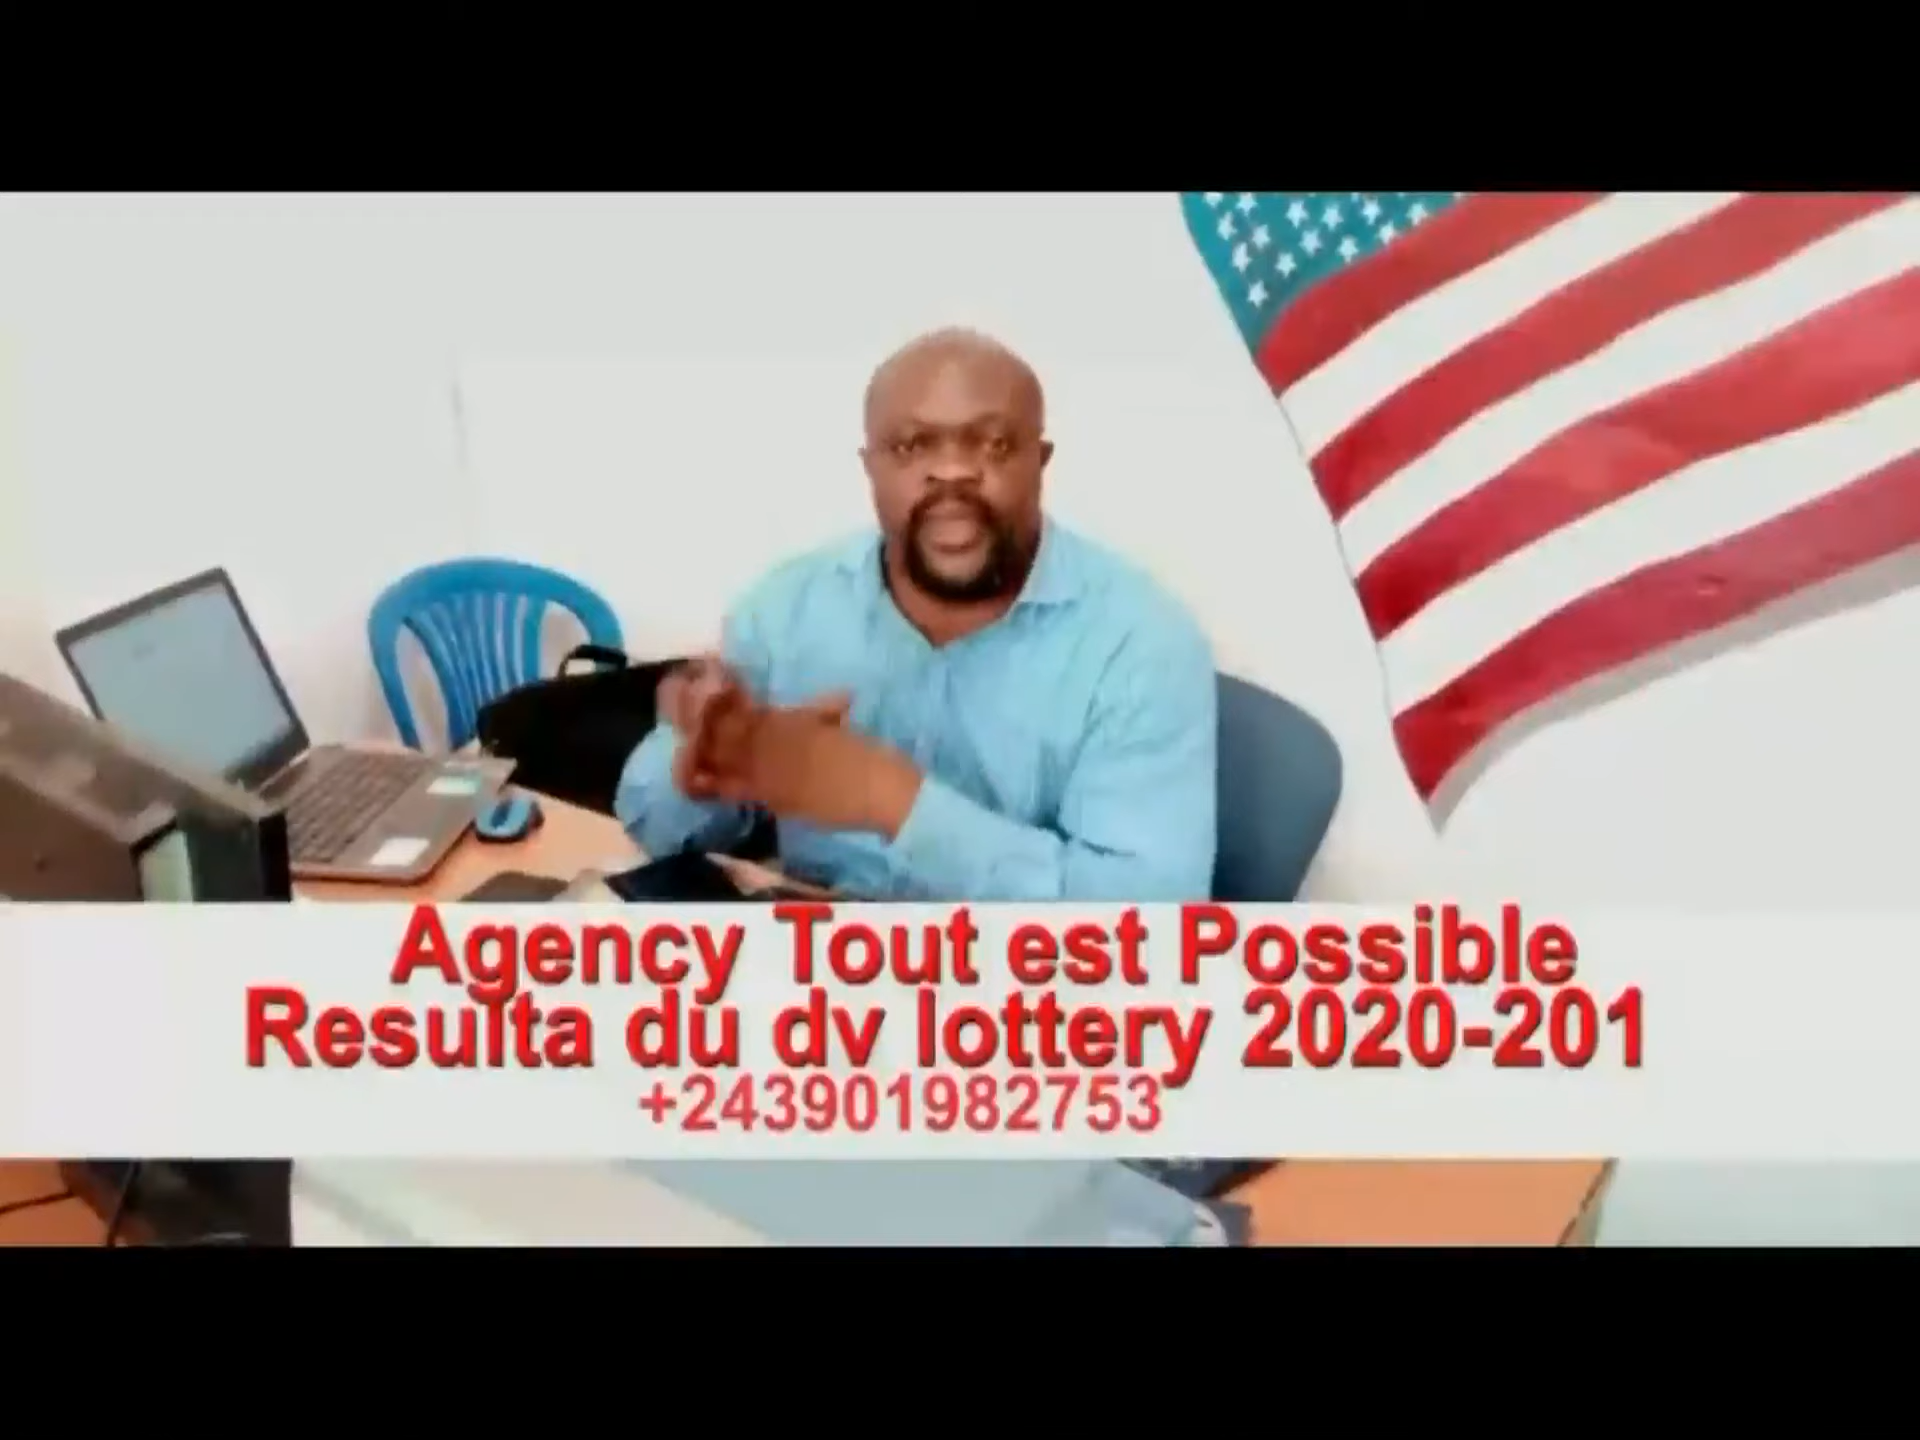 Agency Tout est Possible
Resulta du dv lottery 2020-201
+243901982753